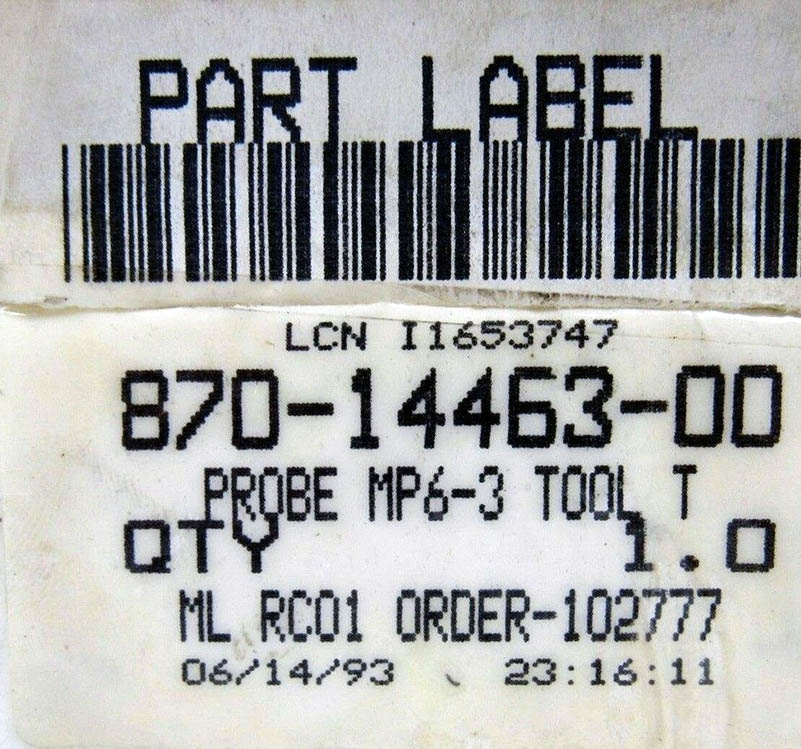 PART LABEL
LCN I1653747
870-14463-00
PROBE MP6-3 TOOL T
QTY 1.0
ML RC01 ORDER-102777
06/14/93 23:16:11